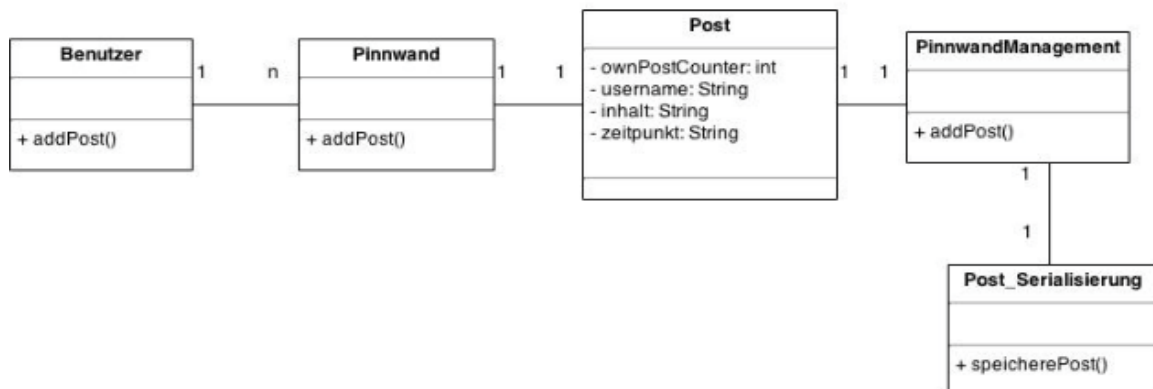 Benutzer
+ addPost()
1
n
Pinnwand
+ addPost()
1
1
Post
- ownPostCounter: int
- username: String
- inhalt: String
- zeitpunkt: String
1
1
PinnwandManagement
+ addPost()
1
1
Post_Serialisierung
+ speicherePost()